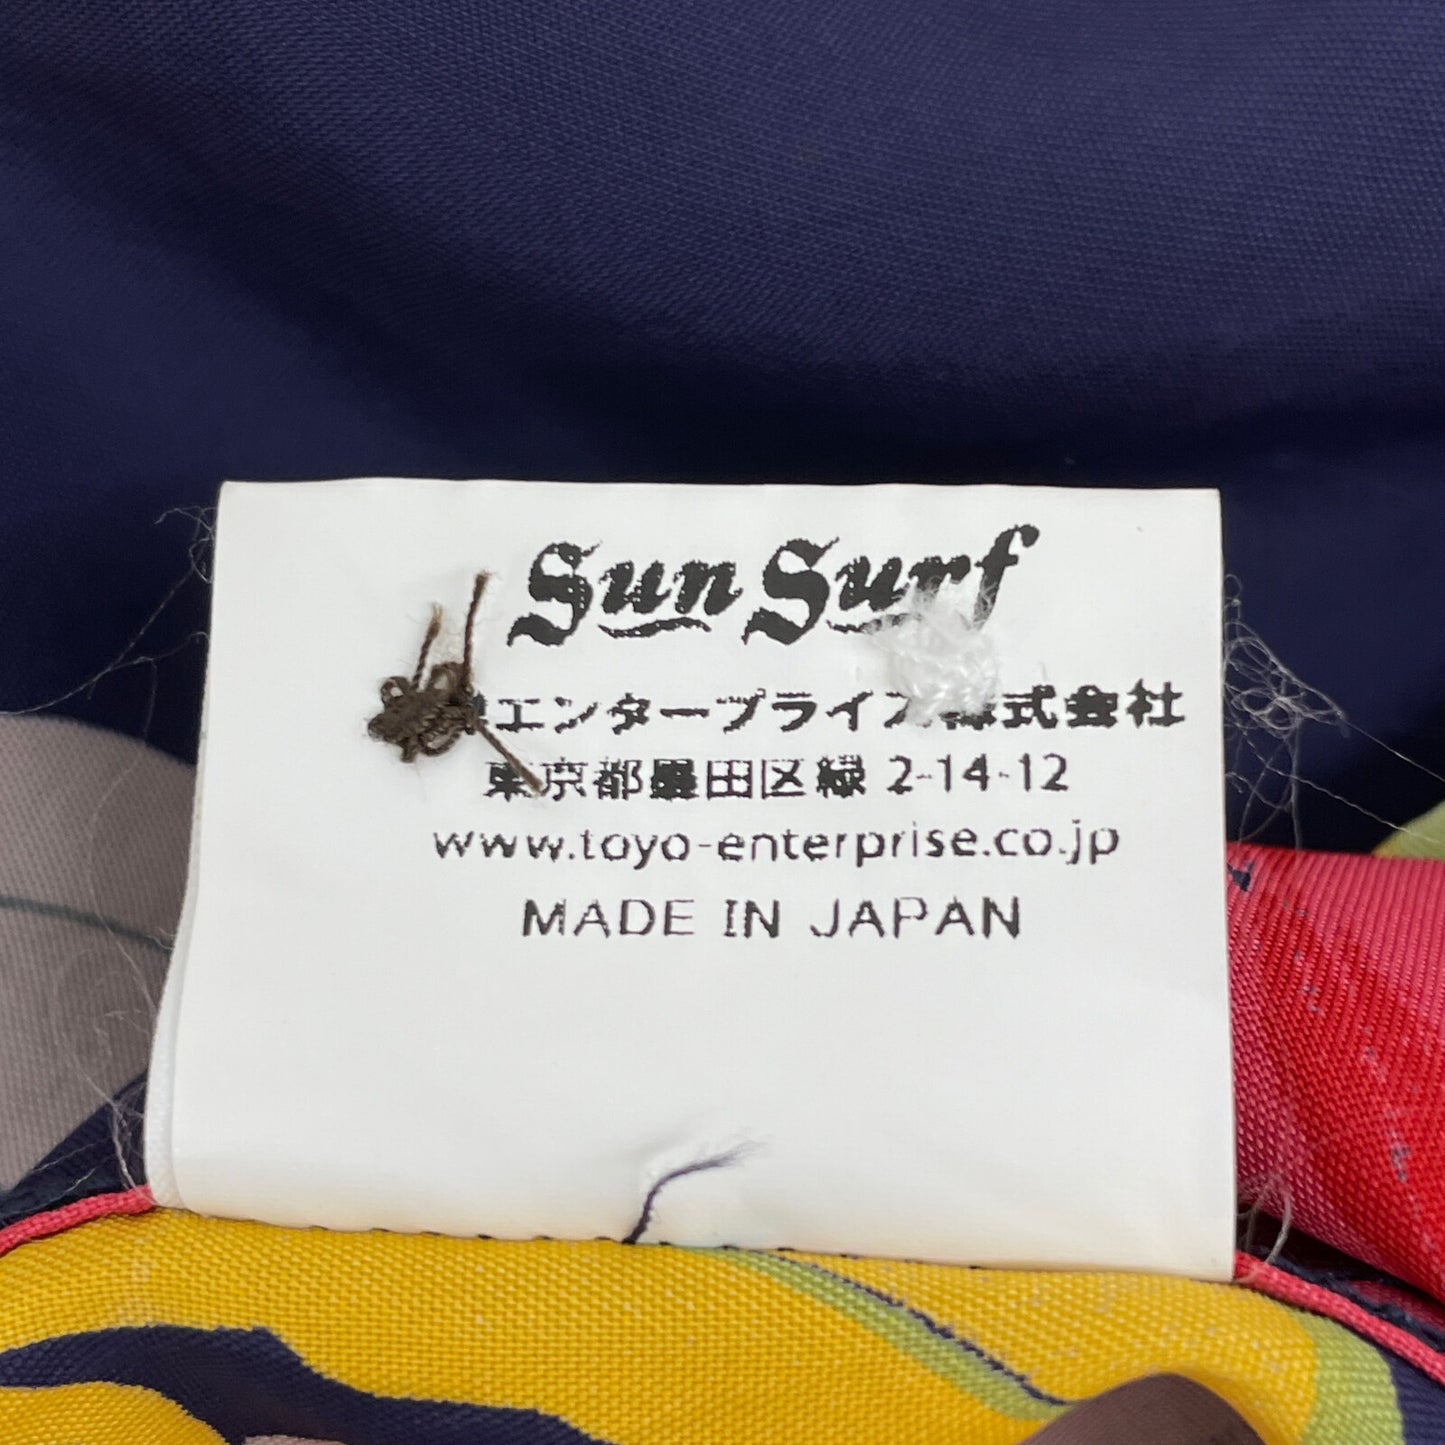 Sun Surf
エンタープライズ株式会社
東京都墨田区緑 2-14-12
www.toyo-enterprise.co.jp
MADE IN JAPAN